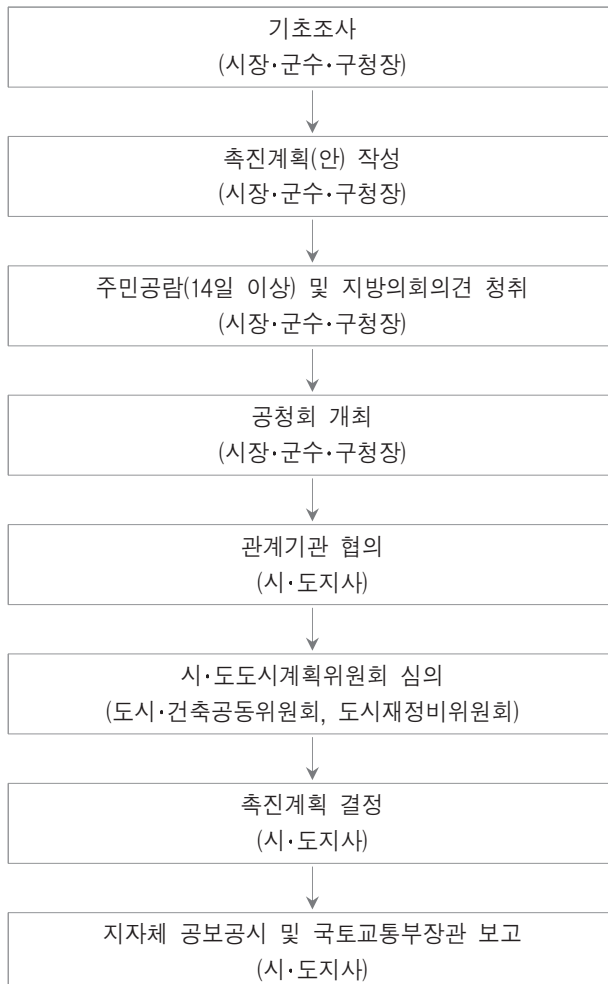 기초조사
(시장·군수·구청장)
촉진계획(안) 작성
(시장·군수·구청장)
주민공람(14일 이상) 및 지방의회의견 청취
(시장·군수·구청장)
공청회 개최
(시장·군수·구청장)
관계기관 협의
(시·도지사)
시·도도시계획위원회 심의
(도시·건축공동위원회, 도시재정비위원회)
촉진계획 결정
(시·도지사)
지자체 공보공시 및 국토교통부장관 보고
(시·도지사)